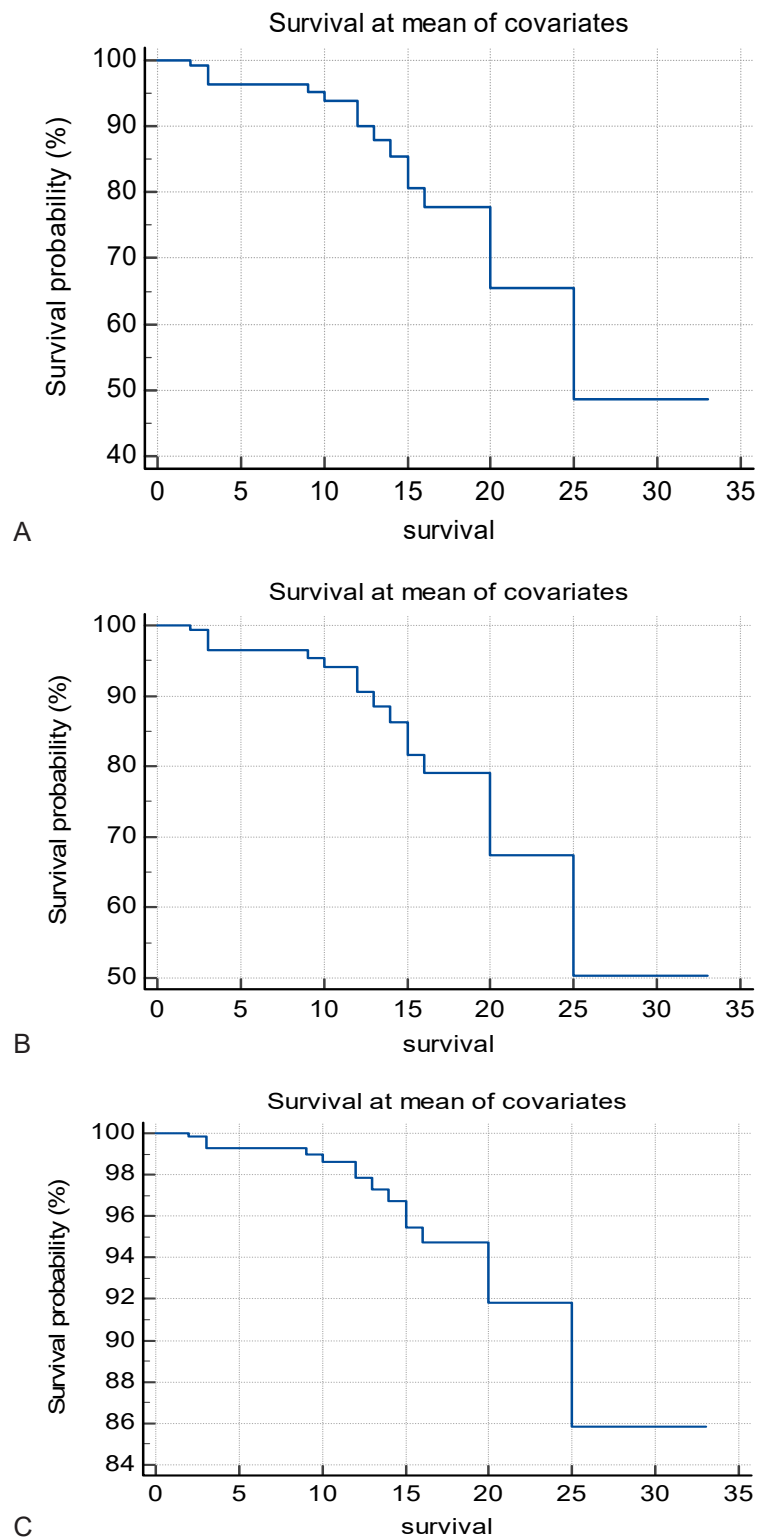 Survival at mean of covariates
Survival probability (%)
100
90
80
70
60
50
40
0 5 10 15 20 25 30 35
survival
A
Survival at mean of covariates
Survival probability (%)
100
90
80
70
60
50
0 5 10 15 20 25 30 35
survival
B
Survival at mean of covariates
Survival probability (%)
100
98
96
94
92
90
88
86
84
0 5 10 15 20 25 30 35
survival
C